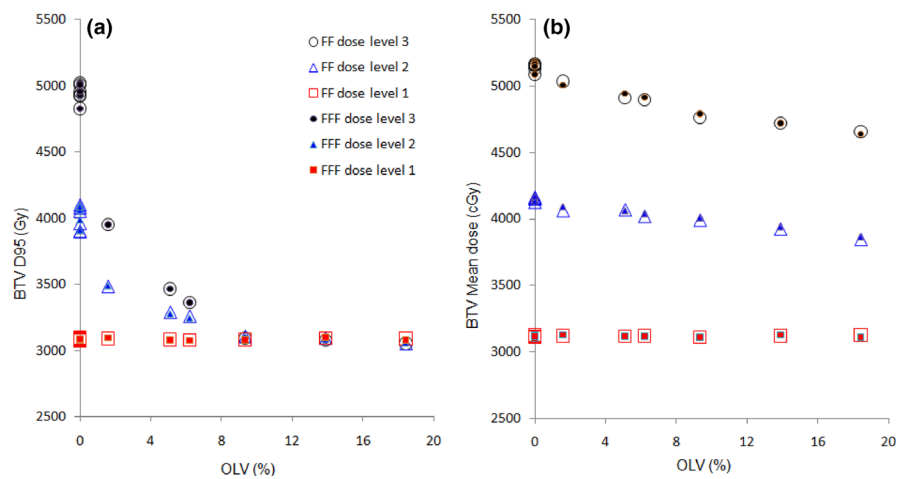 (a)
5500
5000
4500
4000
3500
3000
2500
BTV D95 (Gy)
0 4 8 12 16 20
OLV (%)
FF dose level 3
FF dose level 2
FF dose level 1
FFF dose level 3
FFF dose level 2
FFF dose level 1
(b)
5500
5000
4500
4000
3500
3000
2500
BTV Mean dose (cGy)
0 4 8 12 16 20
OLV (%)